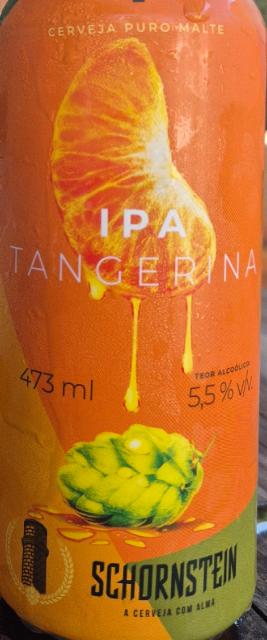 CERVEJA PURO MALTE
IPA
TANGERINA
473 ml
TEOR ALCOÓLICO
5,5% v/v.
SCHORNSTEIN
A CERVEJA COM ALMA